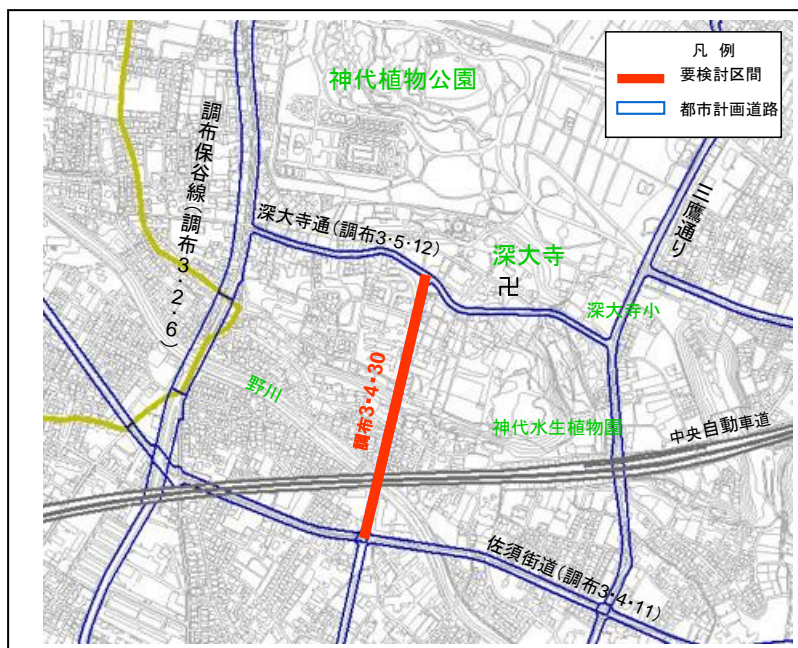 凡 例
要検討区間
都市計画道路
神代植物公園
調布保谷線(調布3・2・6)
三鷹通り
深大寺通(調布3・5・12)
深大寺
卍
深大寺小
調布3・4・30
野川
神代水生植物園
中央自動車道
佐須街道(調布3・4・11)